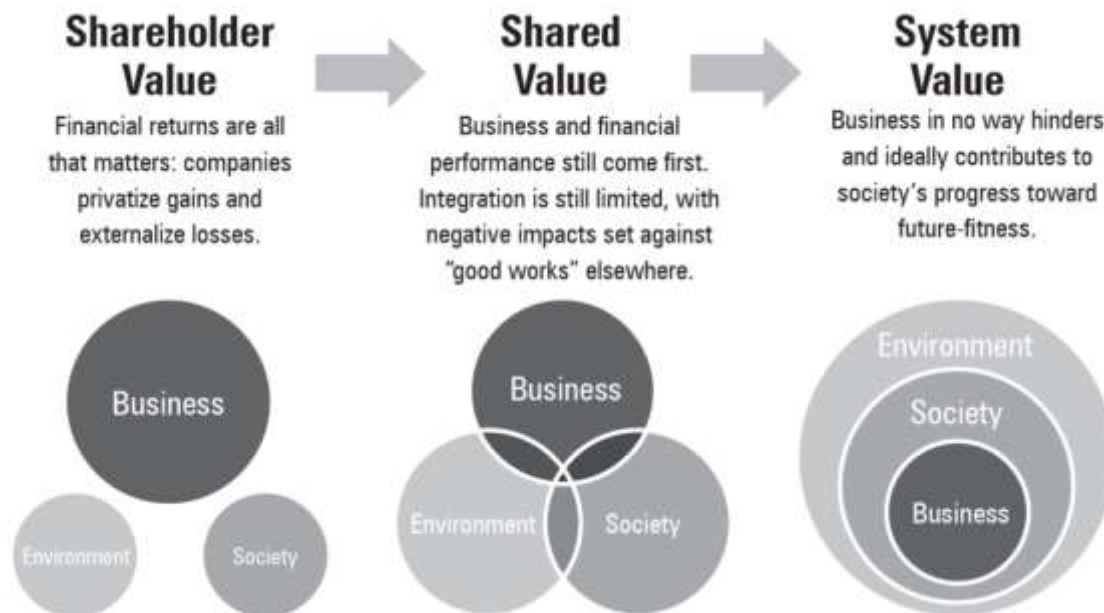 Shareholder
Value
Financial returns are all
that matters: companies
privatize gains and
externalize losses.
Shared
Value
Business and financial
performance still come first.
Integration is still limited, with
negative impacts set against
“good works” elsewhere.
System
Value
Business in no way hinders
and ideally contributes to
society’s progress toward
future-fitness.
Business
Environment
Society
Business
Environment
Society
Environment
Society
Business